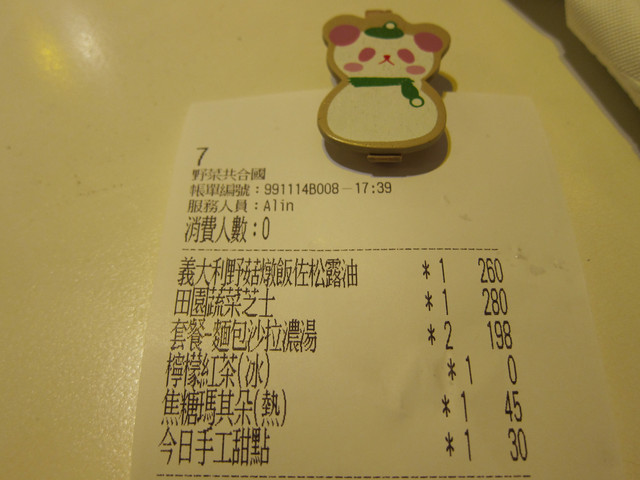 7
野菜共合國
帳單編號：991114B008－17:39
服務人員：Alin
消費人數：0
義大利野菇燉飯佐松露油 *1 260
田園蔬菜芝士 *1 280
套餐-麵包沙拉濃湯 *2 198
檸檬紅茶(冰) *1 0
焦糖瑪其朵(熱) *1 45
今日手工甜點 *1 30